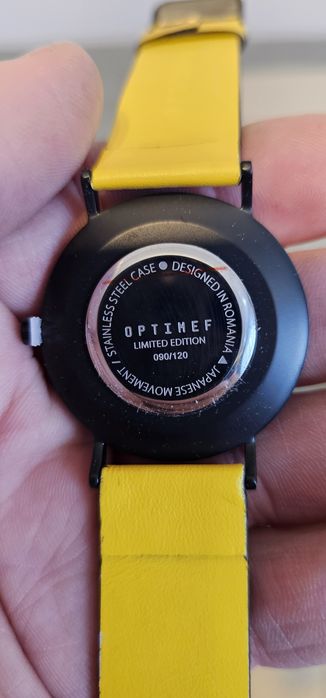 STAINLESS STEEL CASE ● DESIGNED IN ROMANIA ▲ JAPANESE MOVEMENT /
OPTIMEF
LIMITED EDITION
090/120